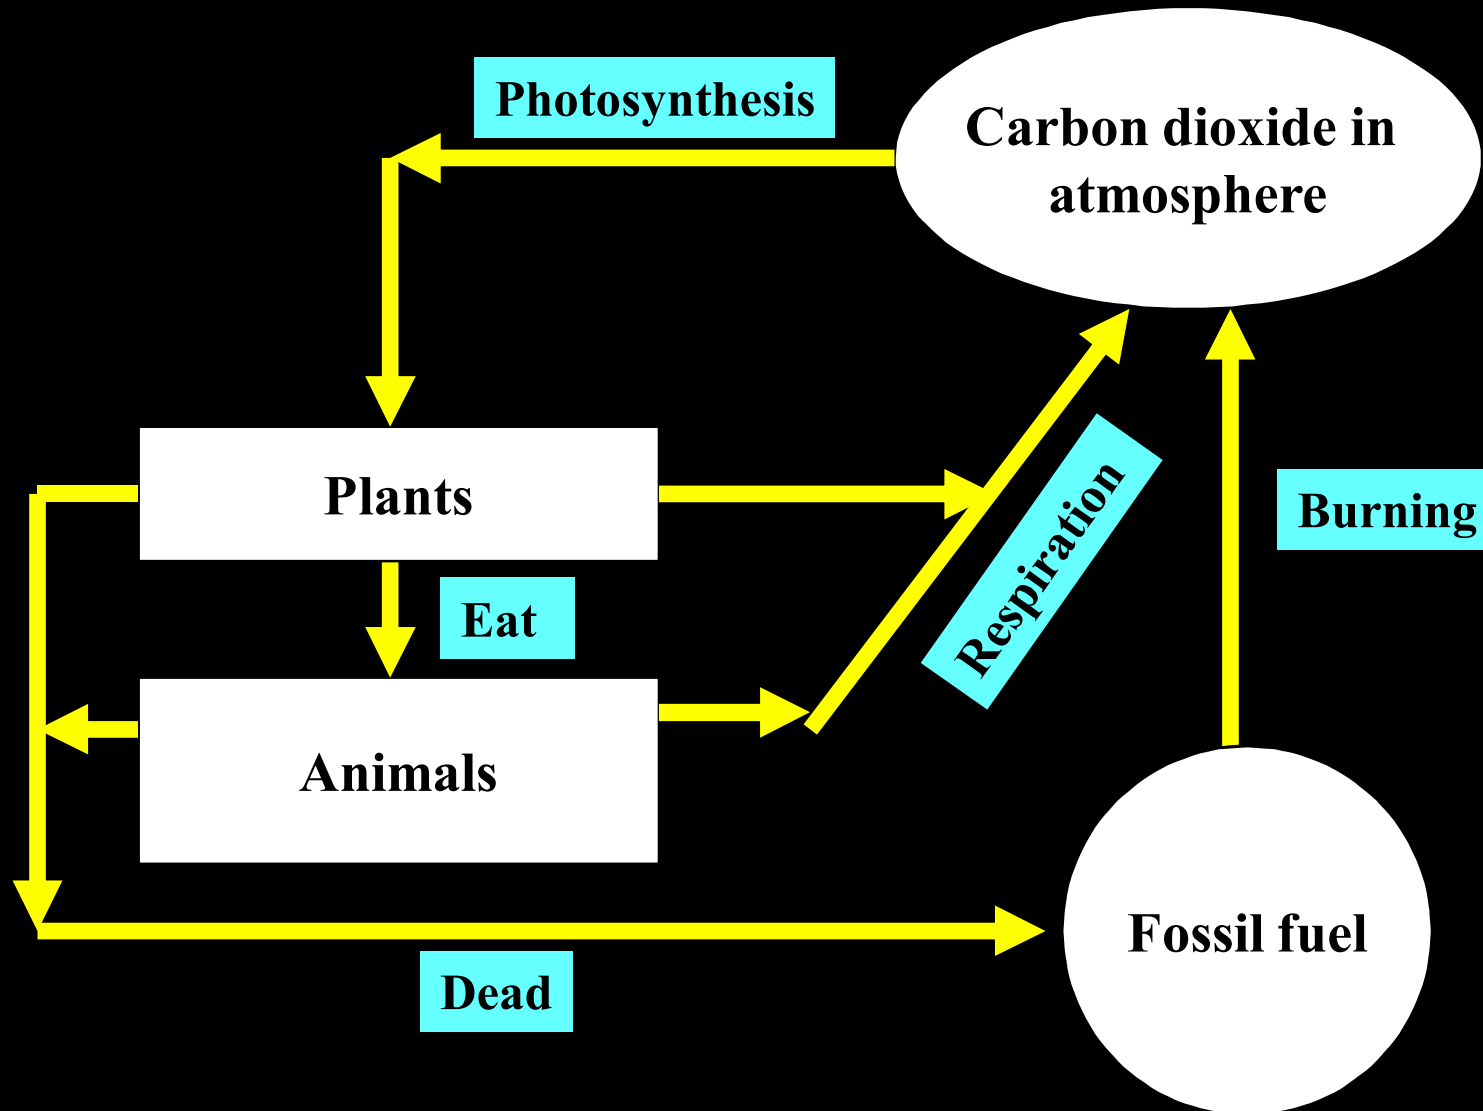 Photosynthesis
Carbon dioxide in
atmosphere
Plants
Burning
Respiration
Eat
Animals
Fossil fuel
Dead